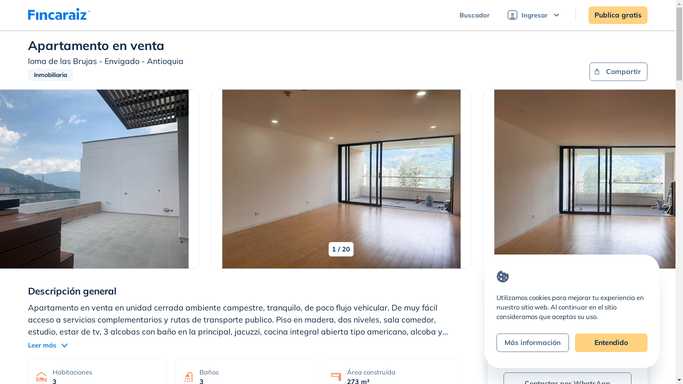 Fincaraiz
Buscador
Ingresar
Publica gratis
Apartamento en venta
loma de las Brujas - Envigado - Antioquia
Inmobiliaria
Compartir
1 / 20
Descripción general
Apartamento en venta en unidad cerrada ambiente campestre, tranquilo, de poco flujo vehicular. De muy fácil
acceso a servicios complementarios y rutas de transporte publico. Piso en madera, dos niveles, sala comedor,
estudio, estar de tv, 3 alcobas con baño en la principal, jacuzzi, cocina integral abierta tipo americano, alcoba y...
Leer más
Habitaciones
3
Baños
3
Área construida
273 m²
Utilizamos cookies para mejorar tu experiencia en
nuestro sitio web. Al continuar en el sitio
consideramos que aceptas su uso.
Más información
Entendido
Contactar por WhatsApp